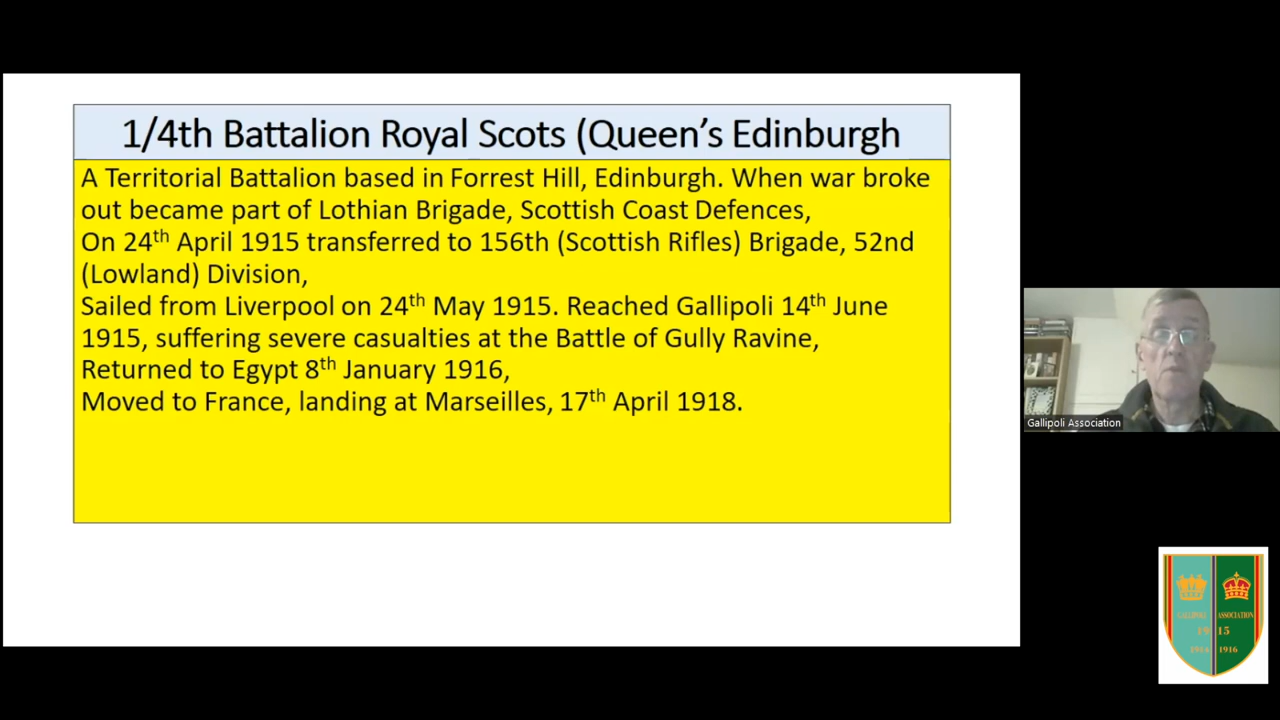 1/4th Battalion Royal Scots (Queen's Edinburgh
A Territorial Battalion based in Forrest Hill, Edinburgh. When war broke
out became part of Lothian Brigade, Scottish Coast Defences,
On 24th April 1915 transferred to 156th (Scottish Rifles) Brigade, 52nd
(Lowland) Division,
Sailed from Liverpool on 24th May 1915. Reached Gallipoli 14th June
1915, suffering severe casualties at the Battle of Gully Ravine,
Returned to Egypt 8th January 1916,
Moved to France, landing at Marseilles, 17th April 1918.
Gallipoli Association
GALLIPOLI ASSOCIATION
1915
1916